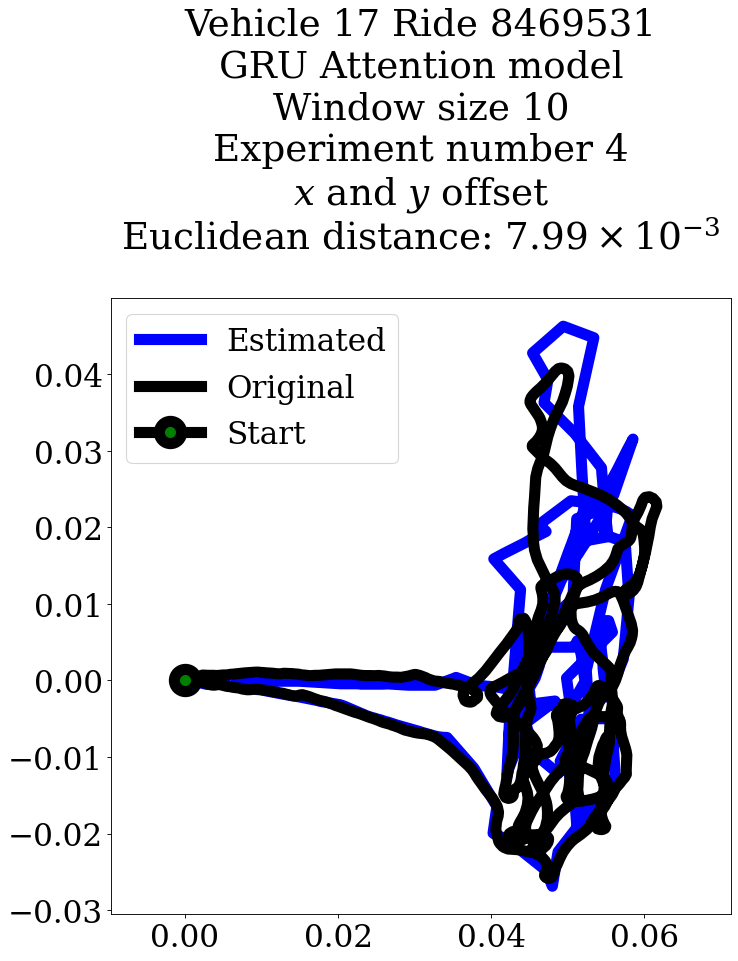 Vehicle 17 Ride 8469531
GRU Attention model
Window size 10
Experiment number 4
x and y offset
Euclidean distance: 7.99 × 10⁻³
Estimated
Original
Start
0.04
0.03
0.02
0.01
0.00
−0.01
−0.02
−0.03
0.00 0.02 0.04 0.06